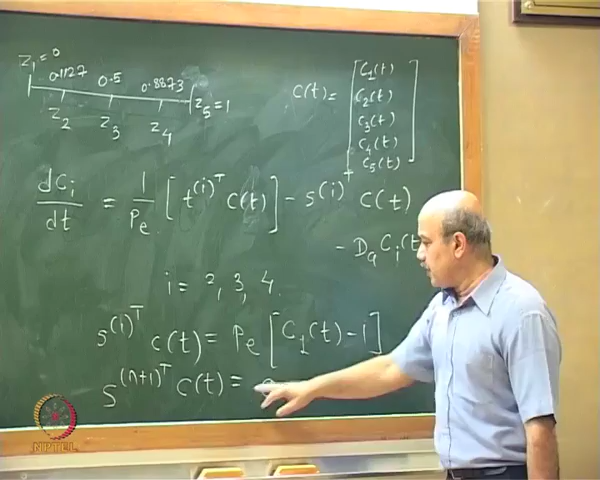 z₁=0
0.1127 0.5 0.8873
z₂ z₃ z₄ z₅=1
C(t) = [C₁(t) C₂(t) C₃(t) C₄(t) C₅(t)]
dCᵢ/dt = 1/Pe [t^(i)ᵀ C(t)] - s^(i)ᵀ C(t)
- Da Cᵢ(t
i = 2, 3, 4.
s^(i)ᵀ C(t) = Pe [C₁(t) - 1]
s^(n+1)ᵀ C(t) =
NPTEL